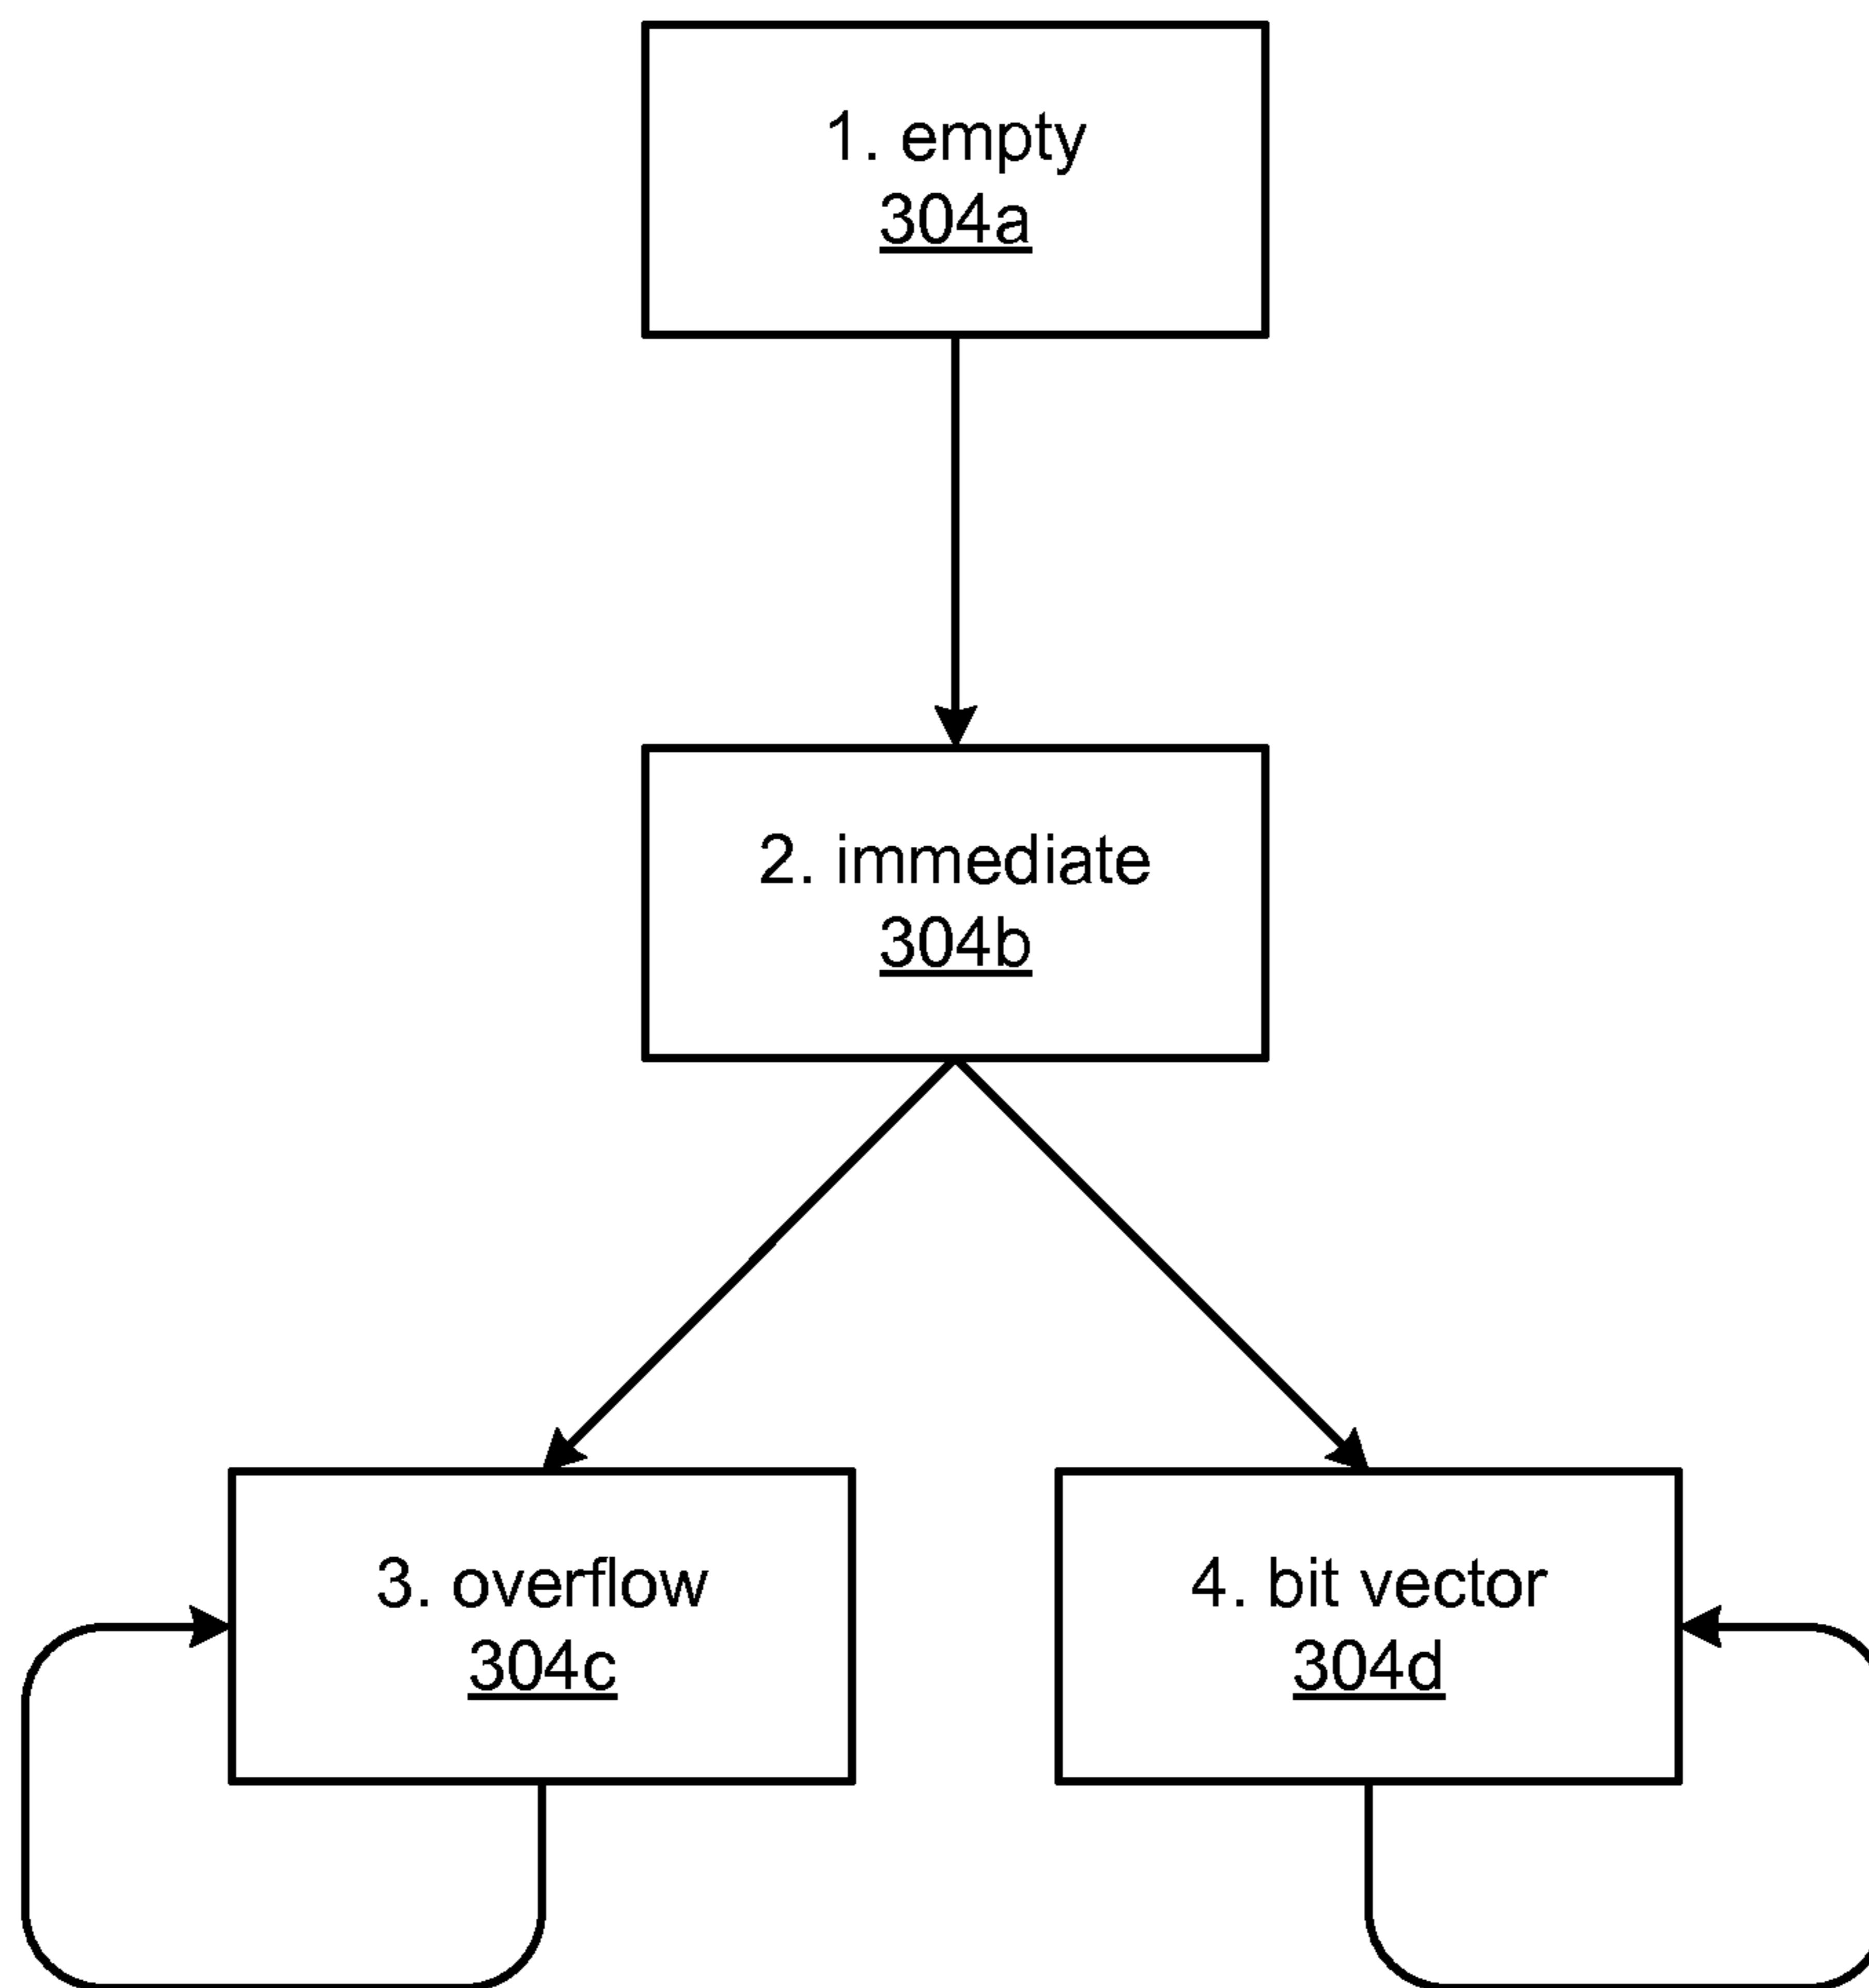 1. empty
304a
2. immediate
304b
3. overflow
304c
4. bit vector
304d